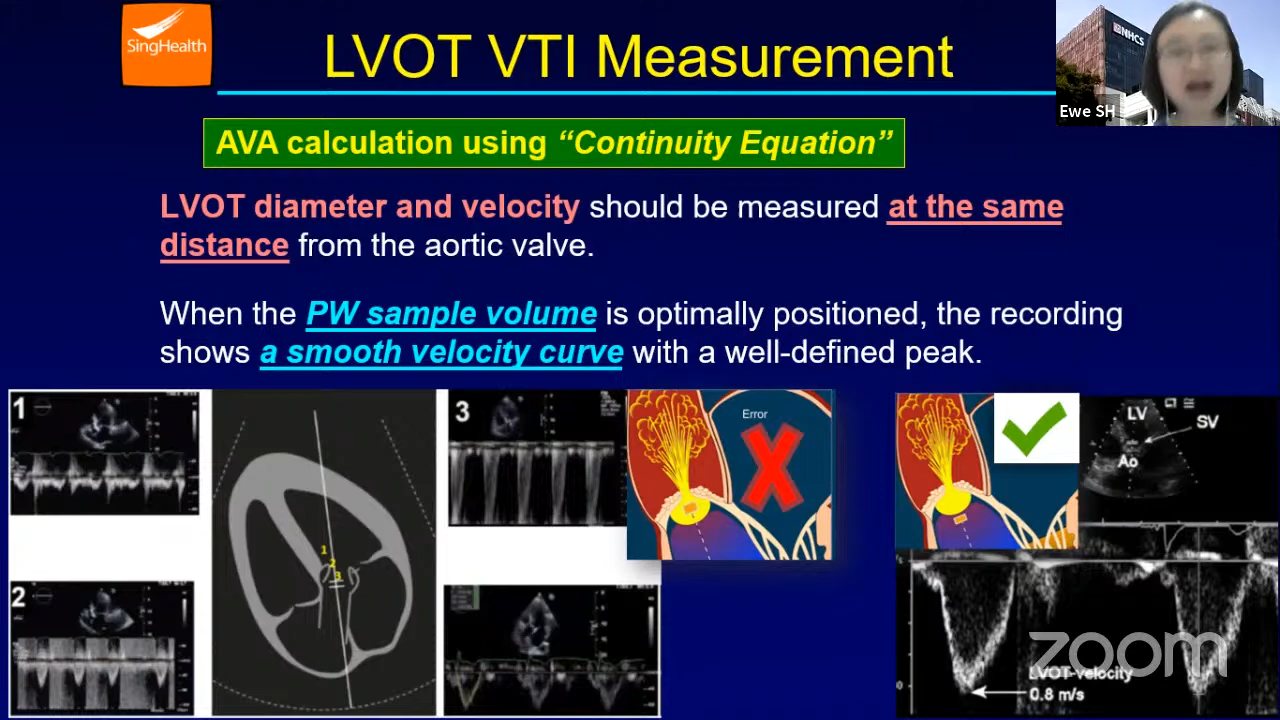 SingHealth
LVOT VTI Measurement
NHCS
Ewe SH
AVA calculation using “Continuity Equation”
LVOT diameter and velocity should be measured at the same
distance from the aortic valve.
When the PW sample volume is optimally positioned, the recording
shows a smooth velocity curve with a well-defined peak.
1
3
Error
LV
SV
Ao
1
2
3
2
LVOT-velocity
0.8 m/s
zoom